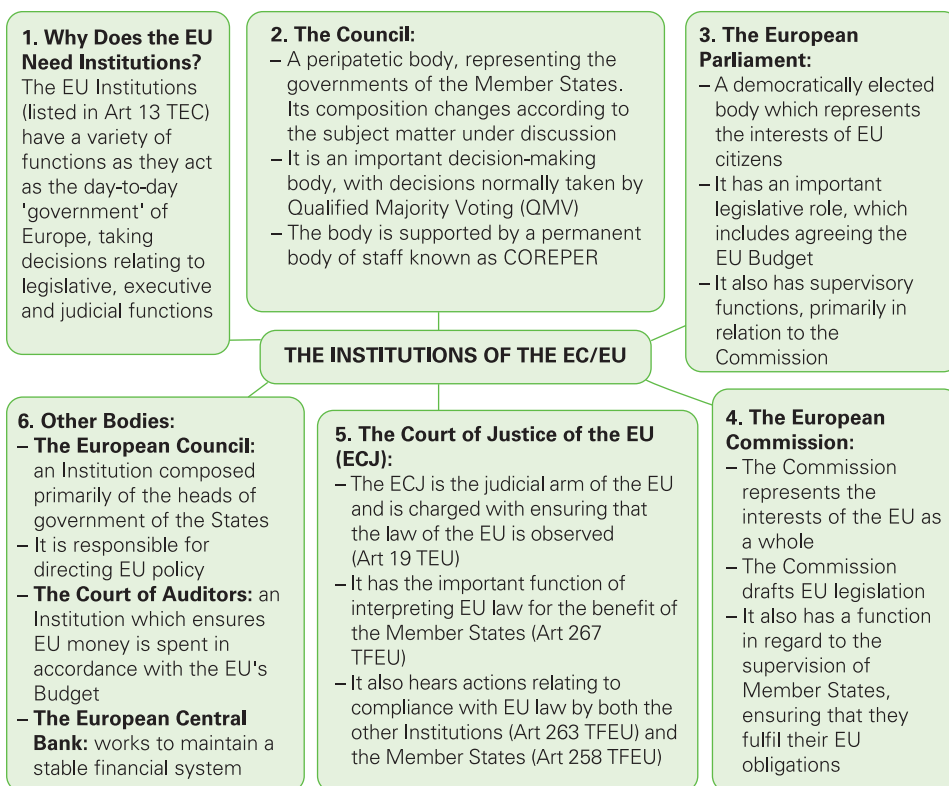 1. Why Does the EU
Need Institutions?
The EU Institutions
(listed in Art 13 TEC)
have a variety of
functions as they act
as the day-to-day
'government' of
Europe, taking
decisions relating to
legislative, executive
and judicial functions
2. The Council:
– A peripatetic body, representing the
governments of the Member States.
Its composition changes according to
the subject matter under discussion
– It is an important decision-making
body, with decisions normally taken by
Qualified Majority Voting (QMV)
– The body is supported by a permanent
body of staff known as COREPER
3. The European
Parliament:
– A democratically elected
body which represents
the interests of EU
citizens
– It has an important
legislative role, which
includes agreeing the
EU Budget
– It also has supervisory
functions, primarily in
relation to the
Commission
THE INSTITUTIONS OF THE EC/EU
6. Other Bodies:
– The European Council:
an Institution composed
primarily of the heads of
government of the States
– It is responsible for
directing EU policy
– The Court of Auditors: an
Institution which ensures
EU money is spent in
accordance with the EU's
Budget
– The European Central
Bank: works to maintain a
stable financial system
5. The Court of Justice of the EU
(ECJ):
– The ECJ is the judicial arm of the EU
and is charged with ensuring that
the law of the EU is observed
(Art 19 TEU)
– It has the important function of
interpreting EU law for the benefit of
the Member States (Art 267
TFEU)
– It also hears actions relating to
compliance with EU law by both the
other Institutions (Art 263 TFEU) and
the Member States (Art 258 TFEU)
4. The European
Commission:
– The Commission
represents the
interests of the EU as
a whole
– The Commission
drafts EU legislation
– It also has a function
in regard to the
supervision of
Member States,
ensuring that they
fulfil their EU
obligations